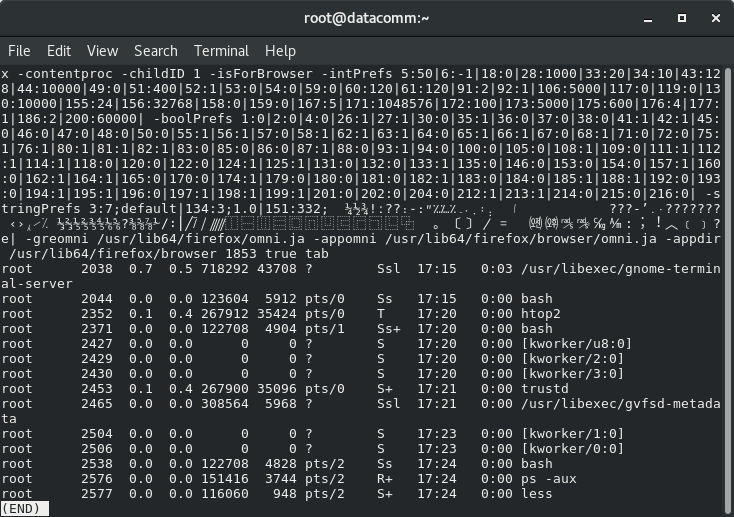 root@datacomm:~
File Edit View Search Terminal Help
x -contentproc -childID 1 -isForBrowser -intPrefs 5:50|6:-1|18:0|28:1000|33:20|34:10|43:12
8|44:10000|49:0|51:400|52:1|53:0|54:0|59:0|60:120|61:120|91:2|92:1|106:5000|117:0|119:0|13
0:10000|155:24|156:32768|158:0|159:0|167:5|171:1048576|172:100|173:5000|175:600|176:4|177:
1|186:2|200:60000| -boolPrefs 1:0|2:0|4:0|26:1|27:1|30:0|35:1|36:0|37:0|38:0|41:1|42:1|45:
0|46:0|47:0|48:0|50:0|55:1|56:1|57:0|58:1|62:1|63:1|64:0|65:1|66:1|67:0|68:1|71:0|72:0|75:
1|76:1|80:1|81:1|82:1|83:0|85:0|86:0|87:1|88:0|93:1|94:0|100:0|105:0|108:1|109:0|111:1|112
:1|114:1|118:0|120:0|122:0|124:1|125:1|131:0|132:0|133:1|135:0|146:0|153:0|154:0|157:1|160
:0|162:1|164:1|165:0|170:0|174:1|179:0|180:0|181:0|182:1|183:0|184:0|185:1|188:1|192:0|193
:0|194:1|195:1|196:0|197:1|198:1|199:1|201:0|202:0|204:0|212:1|213:1|214:0|215:0|216:0| -s
tringPrefs 3:7;default|134:3;1.0|151:332;
e| -greomni /usr/lib64/firefox/omni.ja -appomni /usr/lib64/firefox/browser/omni.ja -appdir
/usr/lib64/firefox/browser 1853 true tab
root 2038 0.7 0.5 718292 43708 ? Ssl 17:15 0:03 /usr/libexec/gnome-termin
al-server
root 2044 0.0 0.0 123604 5912 pts/0 Ss 17:15 0:00 bash
root 2352 0.1 0.4 267912 35424 pts/0 T 17:20 0:00 htop2
root 2371 0.0 0.0 122708 4904 pts/1 Ss+ 17:20 0:00 bash
root 2427 0.0 0.0 0 0 ? S 17:20 0:00 [kworker/u8:0]
root 2429 0.0 0.0 0 0 ? S 17:20 0:00 [kworker/2:0]
root 2430 0.0 0.0 0 0 ? S 17:20 0:00 [kworker/3:0]
root 2453 0.1 0.4 267900 35096 pts/0 S+ 17:21 0:00 trustd
root 2465 0.0 0.0 308564 5968 ? Ssl 17:21 0:00 /usr/libexec/gvfsd-metada
ta
root 2504 0.0 0.0 0 0 ? S 17:23 0:00 [kworker/1:0]
root 2506 0.0 0.0 0 0 ? S 17:23 0:00 [kworker/0:0]
root 2538 0.0 0.0 122708 4828 pts/2 Ss 17:24 0:00 bash
root 2576 0.0 0.0 151416 3744 pts/2 R+ 17:24 0:00 ps -aux
root 2577 0.0 0.0 116060 948 pts/2 S+ 17:24 0:00 less
(END)